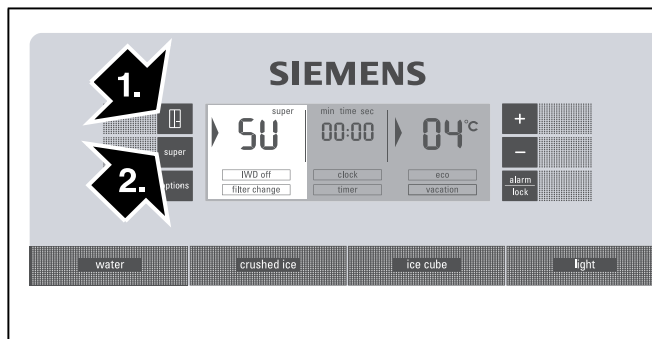 SIEMENS
1.
super
min time sec
SU
00:00
04°C
+
super
−
2.
options
IWD off
clock
eco
alarm
lock
filter change
timer
vacation
water
crushed ice
ice cube
light